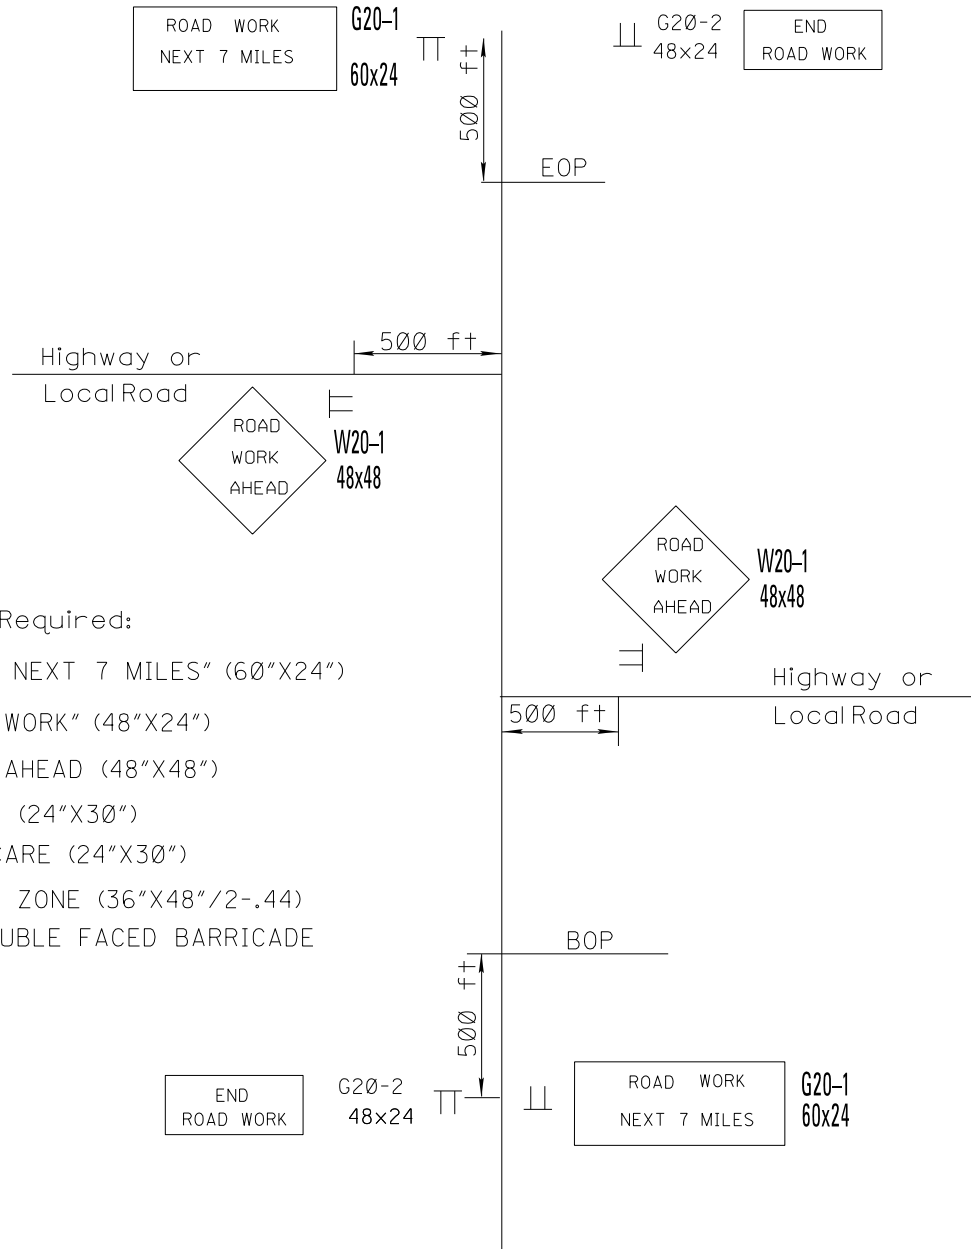 ROAD WORK
NEXT 7 MILES
G20-1
60x24
500 ft
G20-2
48x24
END
ROAD WORK
EOP
500 ft
Highway or
Local Road
ROAD
WORK
AHEAD
W20-1
48x48
ROAD
WORK
AHEAD
W20-1
48x48
Required:
NEXT 7 MILES" (60"X24")
WORK" (48"X24")
AHEAD (48"X48")
(24"X30")
CARE (24"X30")
ZONE (36"X48"/2-.44)
UBLE FACED BARRICADE
Highway or
Local Road
500 ft
BOP
500 ft
END
ROAD WORK
G20-2
48x24
ROAD WORK
NEXT 7 MILES
G20-1
60x24